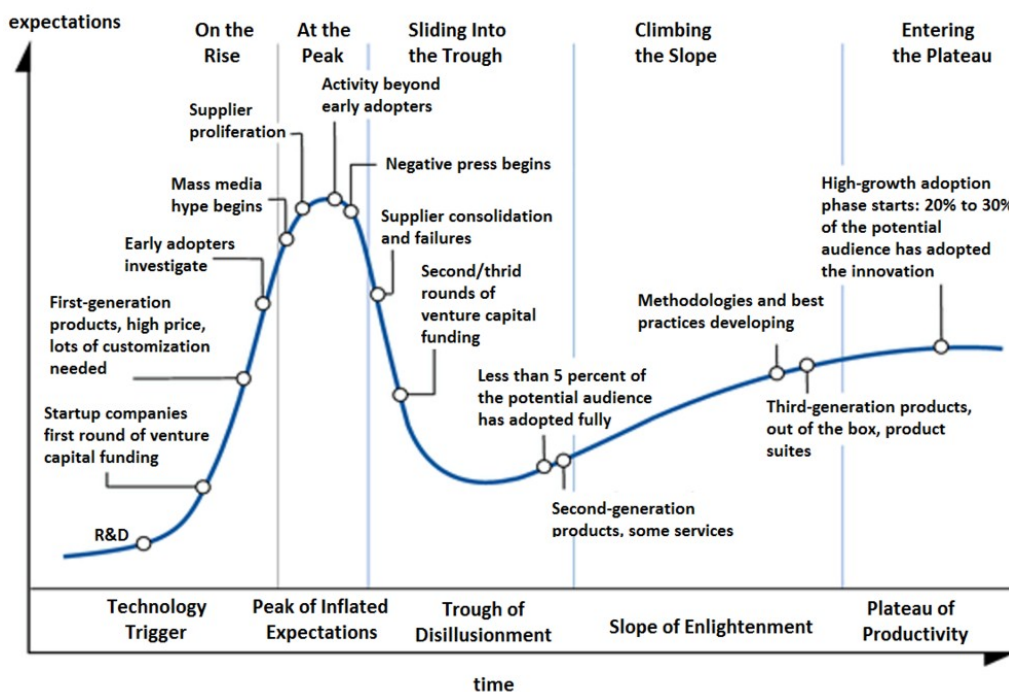 expectations
On the
Rise
At the
Peak
Sliding Into
the Trough
Climbing
the Slope
Entering
the Plateau
Activity beyond
early adopters
Supplier
proliferation
Negative press begins
Mass media
hype begins
Supplier consolidation
and failures
High-growth adoption
phase starts: 20% to 30%
of the potential
audience has adopted
the innovation
Early adopters
investigate
Second/thrid
rounds of
venture capital
funding
First-generation
products, high price,
lots of customization
needed
Methodologies and best
practices developing
Less than 5 percent of
the potential audience
has adopted fully
Startup companies
first round of venture
capital funding
Third-generation products,
out of the box, product
suites
Second-generation
products, some services
R&D
Technology
Trigger
Peak of Inflated
Expectations
Trough of
Disillusionment
Slope of Enlightenment
Plateau of
Productivity
time